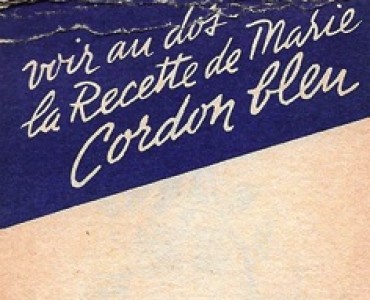 voir au dos
la Recette de Marie
Cordon bleu